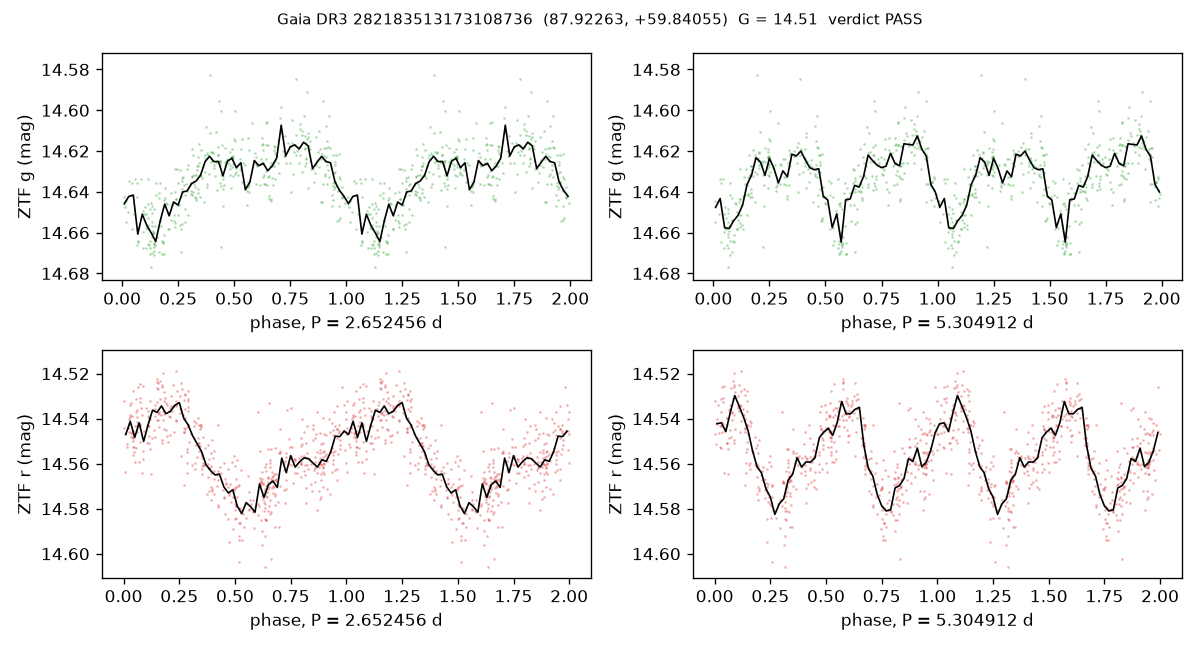 Gaia DR3 282183513173108736  (87.92263, +59.84055)  G = 14.51  verdict PASS
14.58
14.60
14.62
14.64
14.66
14.68
ZTF g (mag)
0.00 0.25 0.50 0.75 1.00 1.25 1.50 1.75 2.00
phase, P = 2.652456 d
14.58
14.60
14.62
14.64
14.66
14.68
ZTF g (mag)
0.00 0.25 0.50 0.75 1.00 1.25 1.50 1.75 2.00
phase, P = 5.304912 d
14.52
14.54
14.56
14.58
14.60
ZTF r (mag)
0.00 0.25 0.50 0.75 1.00 1.25 1.50 1.75 2.00
phase, P = 2.652456 d
14.52
14.54
14.56
14.58
14.60
ZTF r (mag)
0.00 0.25 0.50 0.75 1.00 1.25 1.50 1.75 2.00
phase, P = 5.304912 d